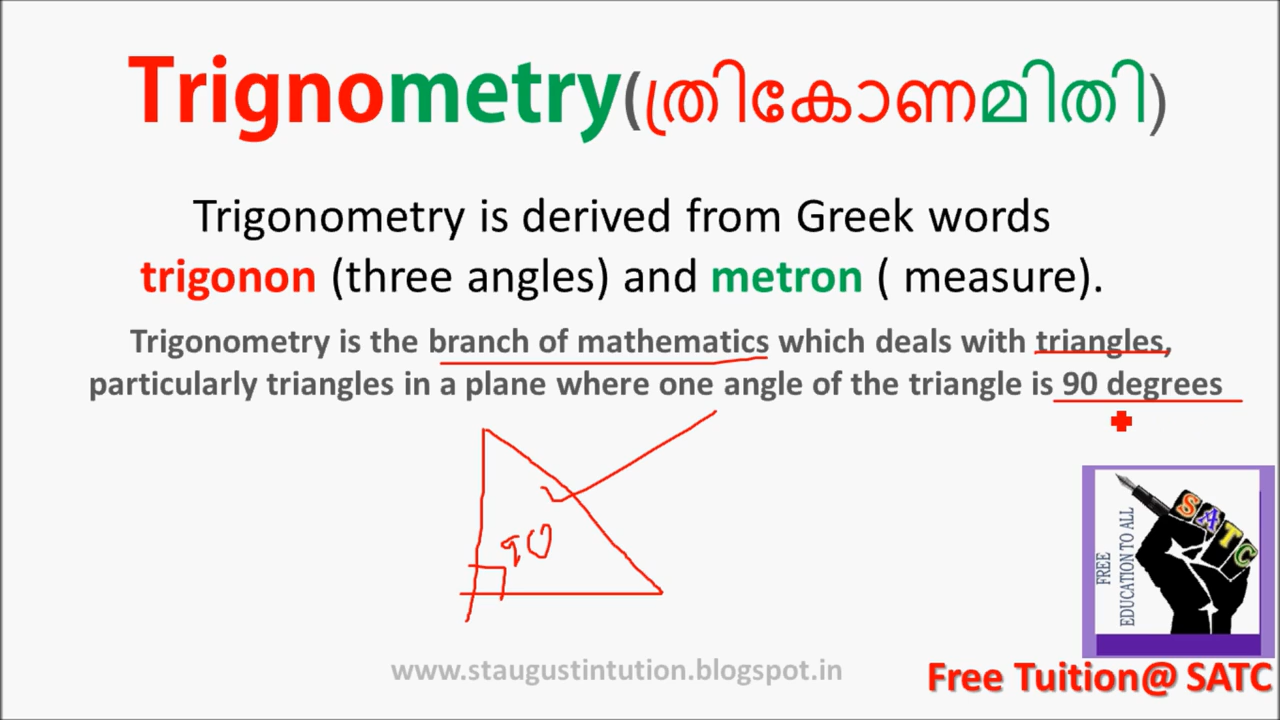 Trignometry(ത്രികോണമിതി)
Trigonometry is derived from Greek words
trigonon (three angles) and metron ( measure).
Trigonometry is the branch of mathematics which deals with triangles,
particularly triangles in a plane where one angle of the triangle is 90 degrees
90
SATC
FREE
EDUCATION TO ALL
www.staugustintution.blogspot.in
Free Tuition@ SATC